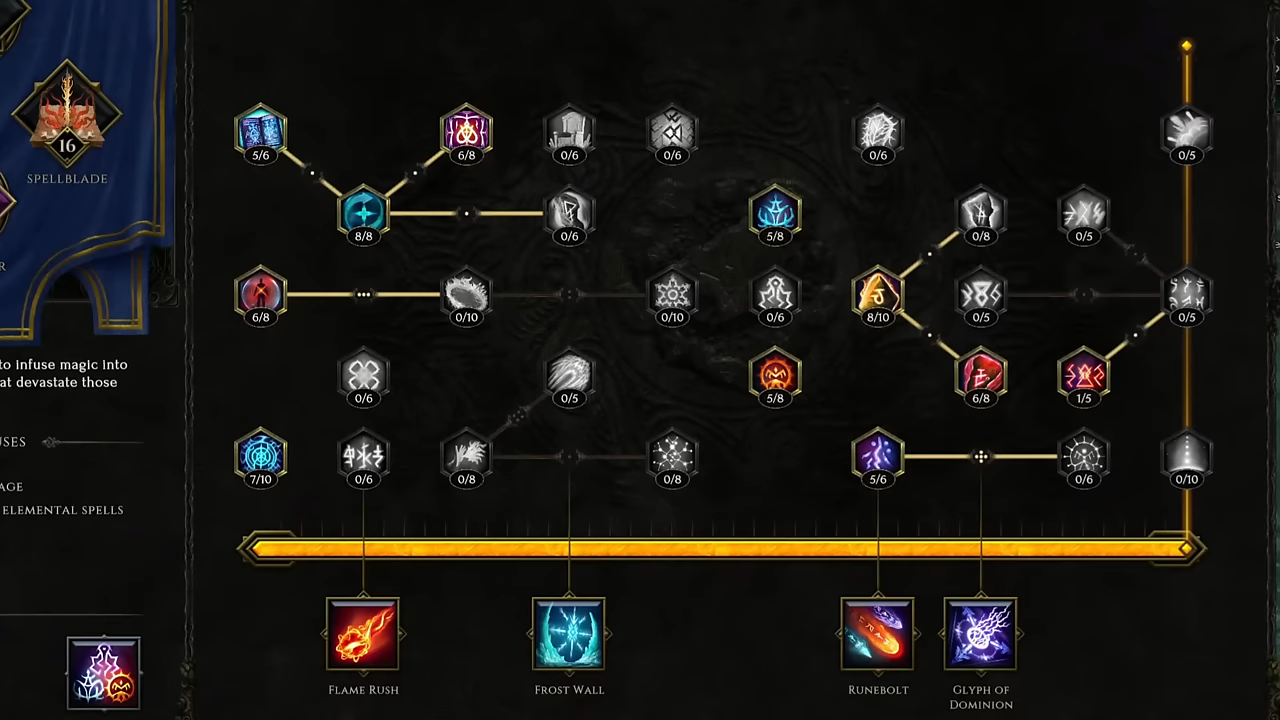 16
SPELLBLADE
R
to infuse magic into
at devastate those
USES
AGE
ELEMENTAL SPELLS
5/6
6/8
0/6
0/6
0/6
0/5
8/8
0/6
5/8
0/8
0/5
6/8
0/10
0/10
0/6
8/10
0/5
0/5
0/6
0/5
5/8
6/8
1/5
7/10
0/6
0/8
0/8
5/6
0/6
0/10
FLAME RUSH
FROST WALL
RUNEBOLT
GLYPH OF
DOMINION